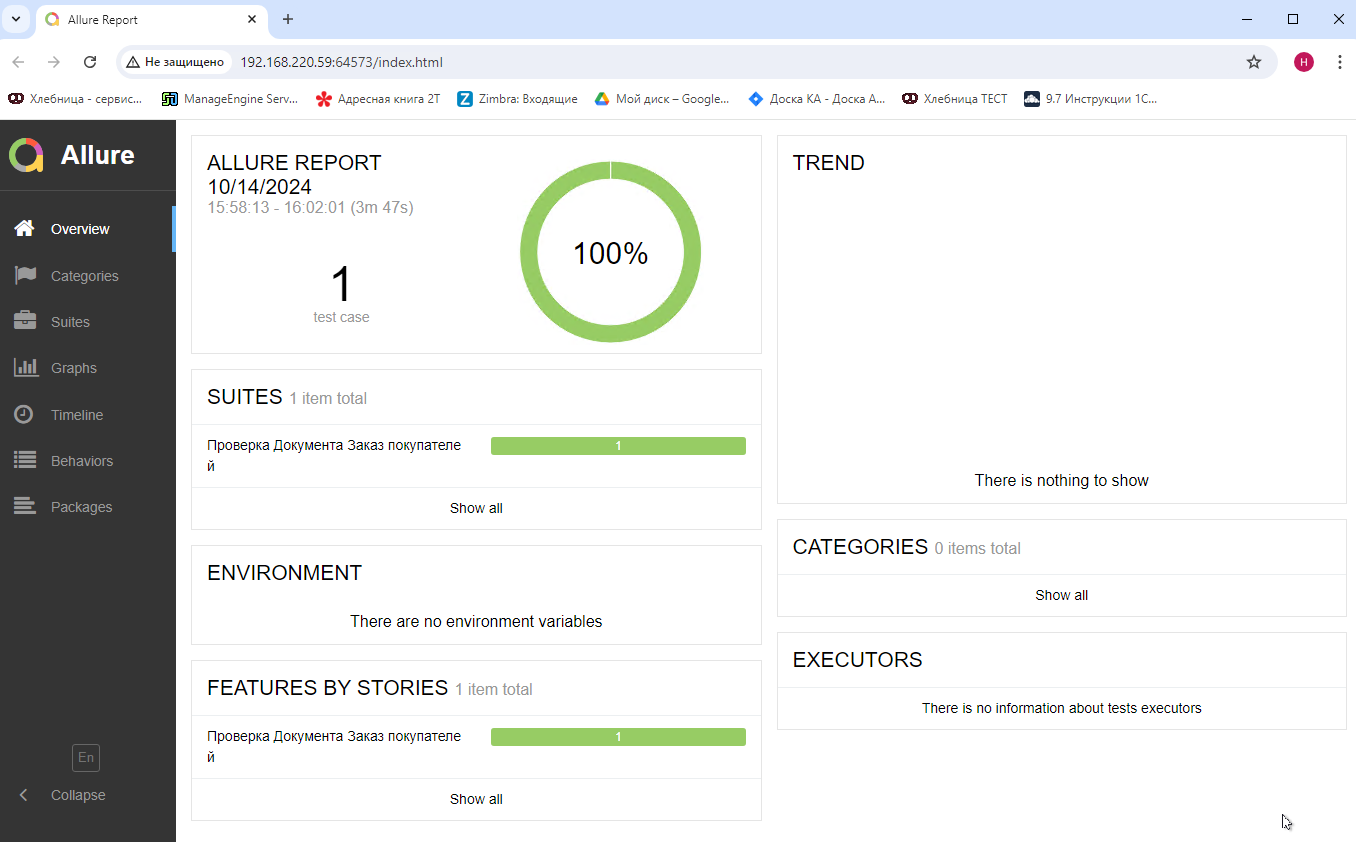 Allure Report
Не защищено
192.168.220.59:64573/index.html
H
Хлебница - сервис...
ManageEngine Serv...
Адресная книга 2Т
Zimbra: Входящие
Мой диск – Google...
Доска КА - Доска А...
Хлебница ТЕСТ
9.7 Инструкции 1С...
Allure
Overview
Categories
Suites
Graphs
Timeline
Behaviors
Packages
En
Collapse
ALLURE REPORT
10/14/2024
15:58:13 - 16:02:01 (3m 47s)
1
test case
100%
SUITES 1 item total
Проверка Документа Заказ покупателе
й
1
Show all
ENVIRONMENT
There are no environment variables
FEATURES BY STORIES 1 item total
Проверка Документа Заказ покупателе
й
1
Show all
TREND
There is nothing to show
CATEGORIES 0 items total
Show all
EXECUTORS
There is no information about tests executors